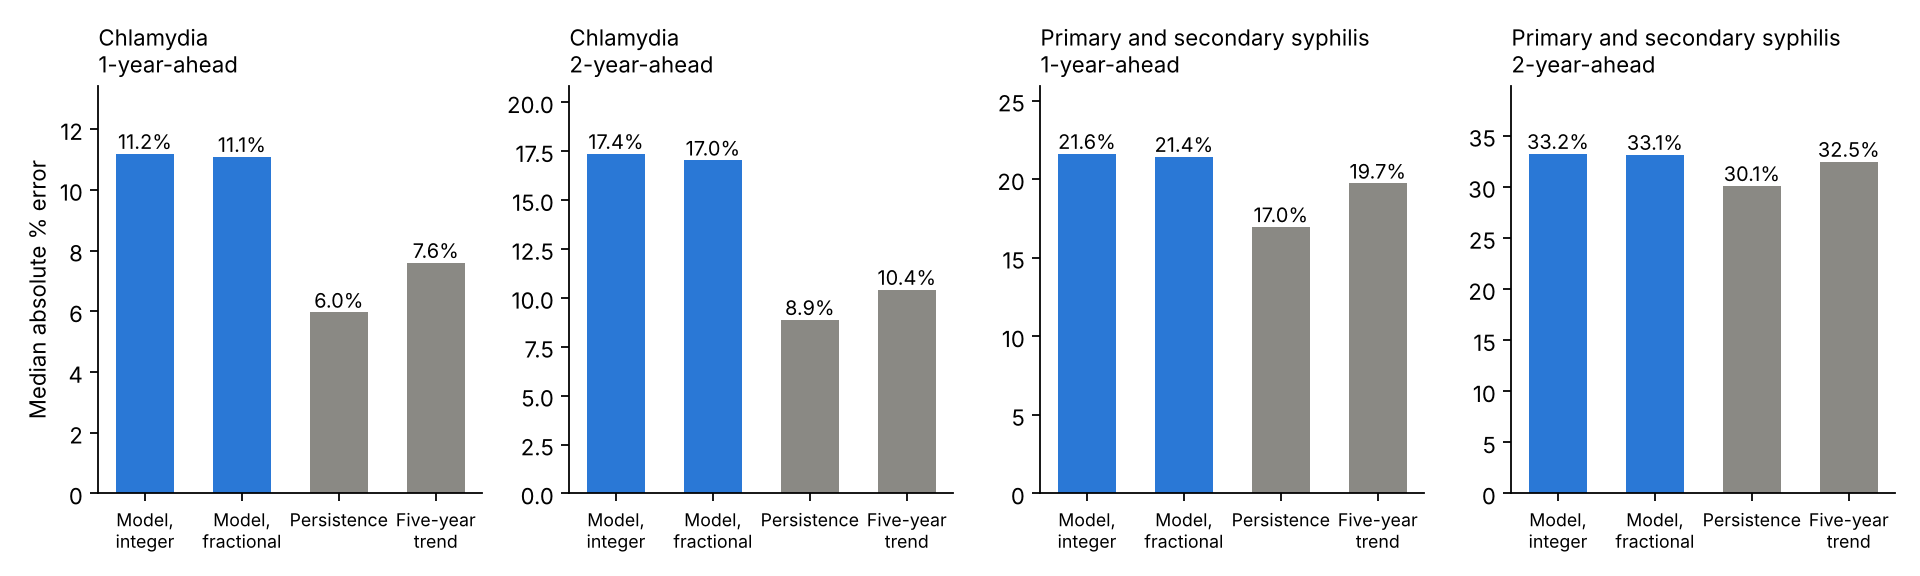 Chlamydia
1-year-ahead
Median absolute % error
12
10
8
6
4
2
0
11.2%
11.1%
6.0%
7.6%
Model,
integer
Model,
fractional
Persistence
Five-year
trend
Chlamydia
2-year-ahead
20.0
17.5
15.0
12.5
10.0
7.5
5.0
2.5
0.0
17.4%
17.0%
8.9%
10.4%
Model,
integer
Model,
fractional
Persistence
Five-year
trend
Primary and secondary syphilis
1-year-ahead
25
20
15
10
5
0
21.6%
21.4%
17.0%
19.7%
Model,
integer
Model,
fractional
Persistence
Five-year
trend
Primary and secondary syphilis
2-year-ahead
35
30
25
20
15
10
5
0
33.2%
33.1%
30.1%
32.5%
Model,
integer
Model,
fractional
Persistence
Five-year
trend